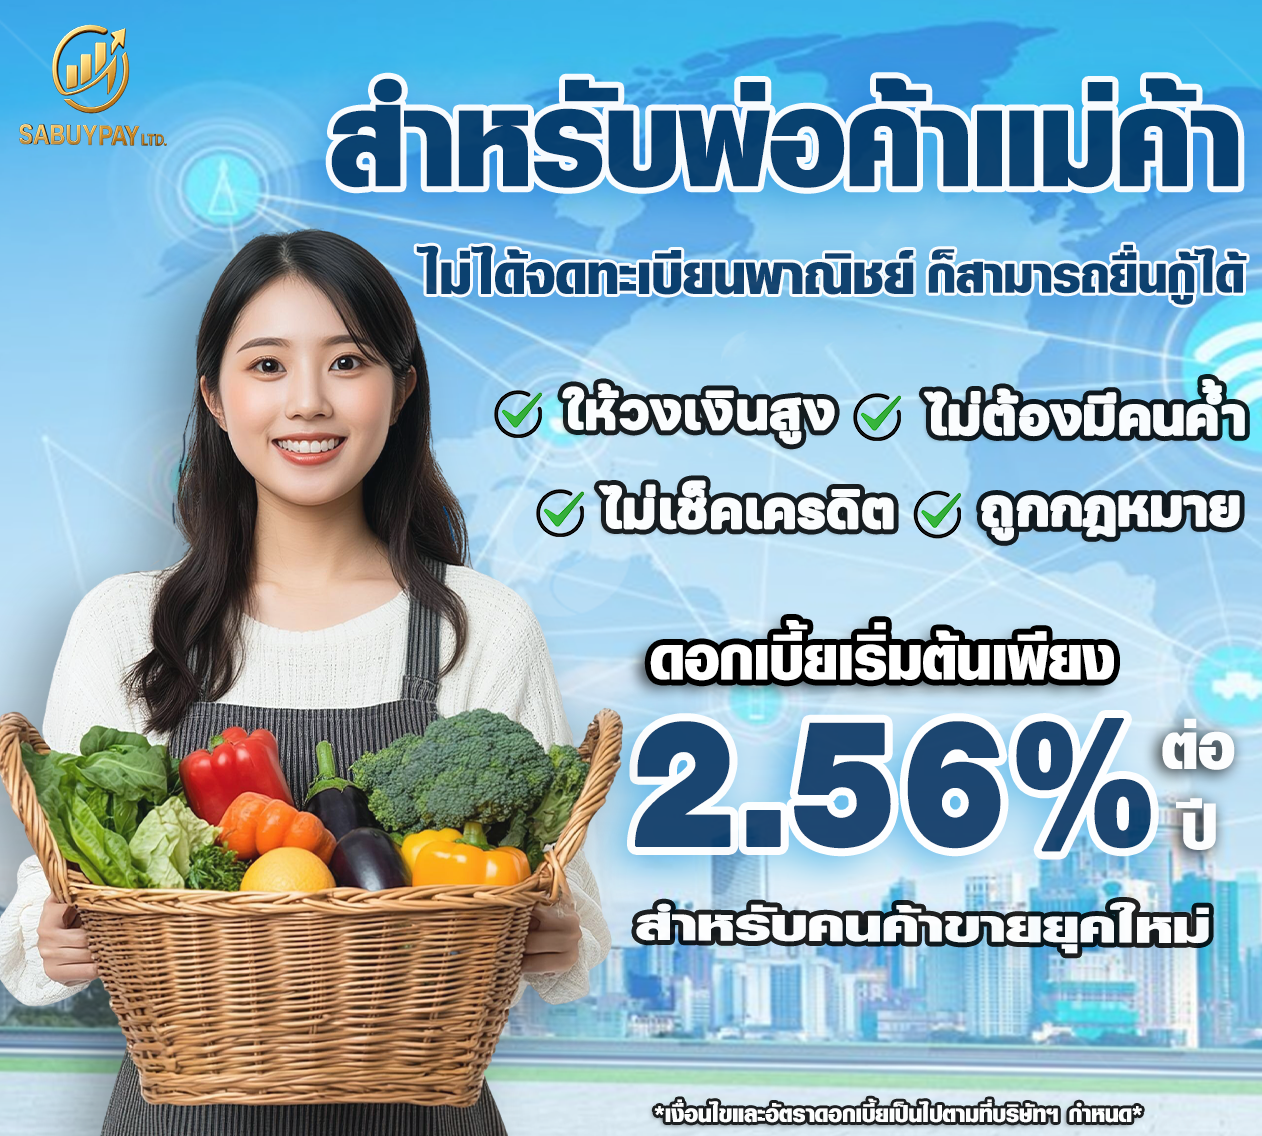 SABUYPAY LTD.
สำหรับพ่อค้าแม่ค้า
ไม่ได้จดทะเบียนพาณิชย์ ก็สามารถยื่นกู้ได้
ให้วงเงินสูง ไม่ต้องมีคนค้ำ
ไม่เช็คเครดิต ถูกกฎหมาย
ดอกเบี้ยเริ่มต้นเพียง
2.56% ต่อ
ปี
สำหรับคนค้าขายยุคใหม่
*เงื่อนไขและอัตราดอกเบี้ยเป็นไปตามที่บริษัทฯ กำหนด*